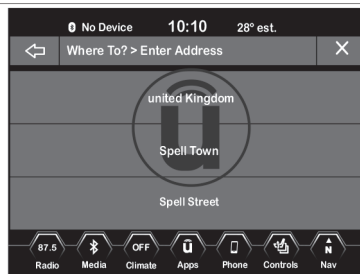 No Device 10:10 28° est.
Where To? > Enter Address X
united Kingdom
û
Spell Town
Spell Street
87.5 OFF û N
Radio Media Climate Apps Phone Controls Nav